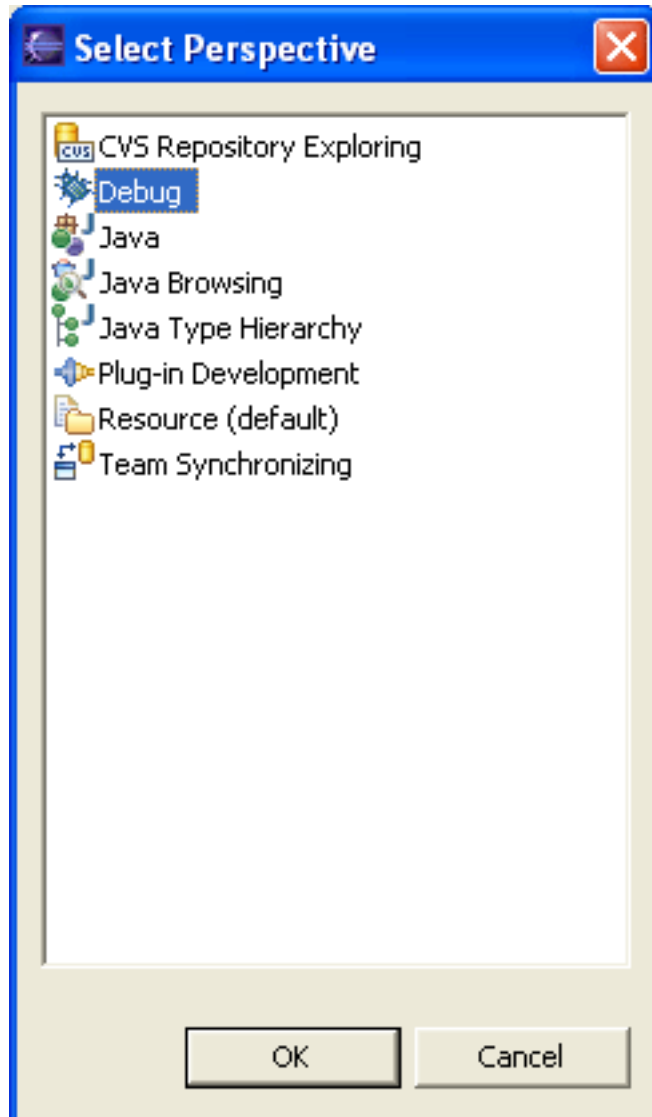 Select Perspective
CVS Repository Exploring
Debug
Java
Java Browsing
Java Type Hierarchy
Plug-in Development
Resource (default)
Team Synchronizing
OK
Cancel